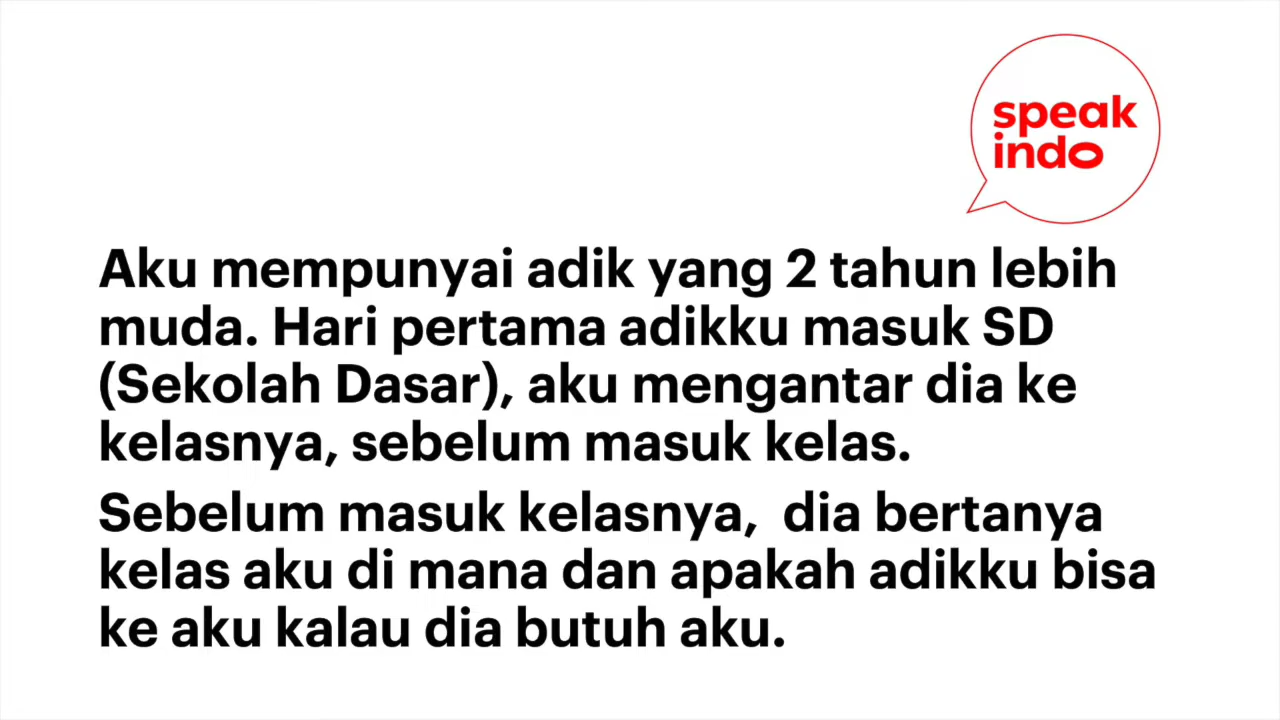 speak
indo
Aku mempunyai adik yang 2 tahun lebih
muda. Hari pertama adikku masuk SD
(Sekolah Dasar), aku mengantar dia ke
kelasnya, sebelum masuk kelas.
Sebelum masuk kelasnya,  dia bertanya
kelas aku di mana dan apakah adikku bisa
ke aku kalau dia butuh aku.